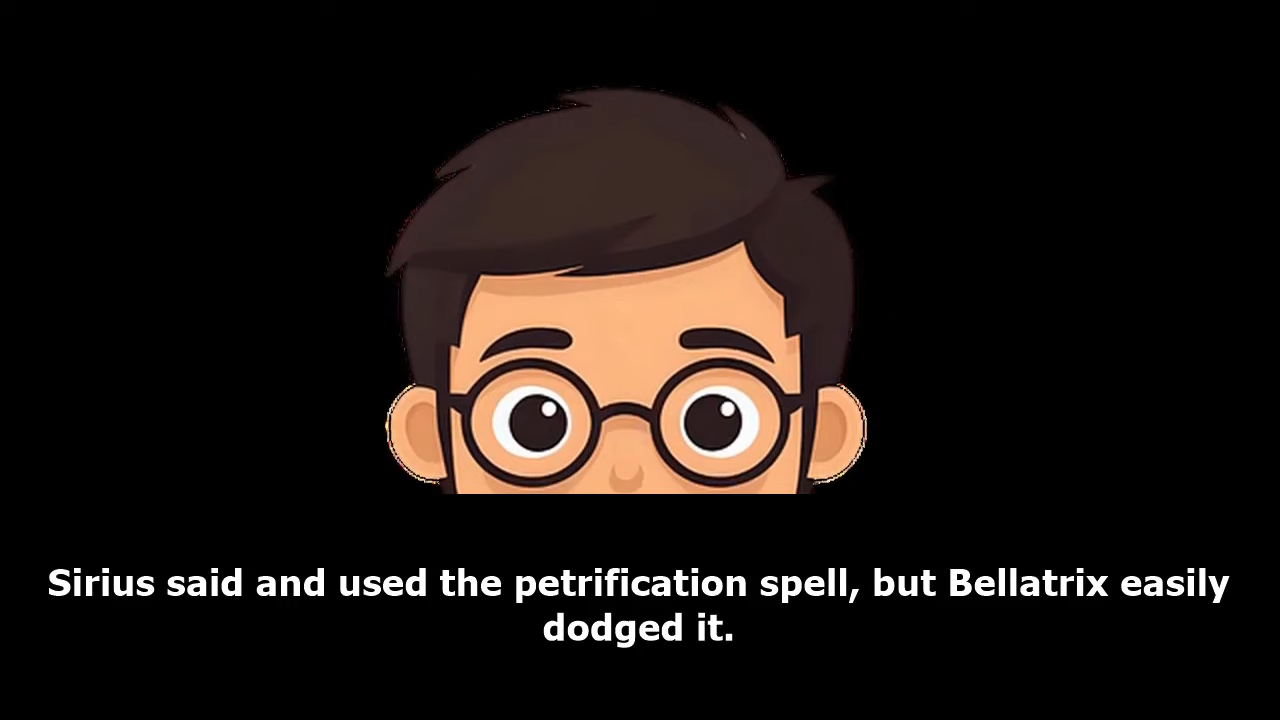 Sirius said and used the petrification spell, but Bellatrix easily
dodged it.